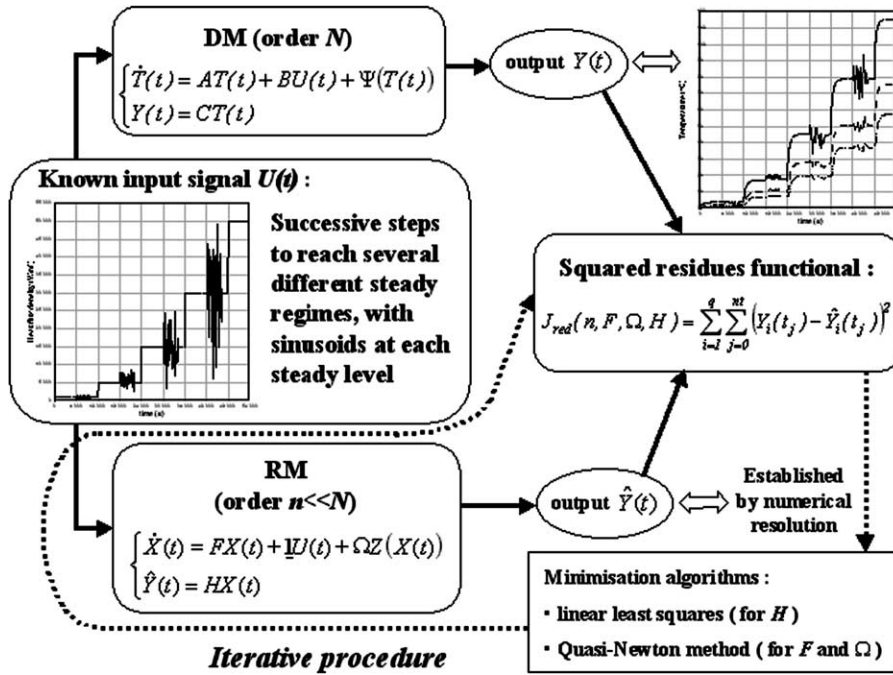 DM (order N)
Ṫ(t) = AT(t) + BU(t) + Ψ(T(t))
Y(t) = CT(t)
output Y(t)
time (s)
Known input signal U(t) :
time (s)
Successive steps
to reach several
different steady
regimes, with
sinusoids at each
steady level
Squared residues functional :
J_red(n, F, Ω, H) = ∑_{i=1}^{q} ∑_{j=0}^{nt} (Y_i(t_j) − Ŷ_i(t_j))²
RM
(order n<<N)
Ẋ(t) = FX(t) + 1U(t) + ΩZ(X(t))
Ŷ(t) = HX(t)
output Ŷ(t)
Established
by numerical
resolution
Minimisation algorithms :
▪ linear least squares ( for H )
▪ Quasi-Newton method ( for F and Ω )
Iterative procedure